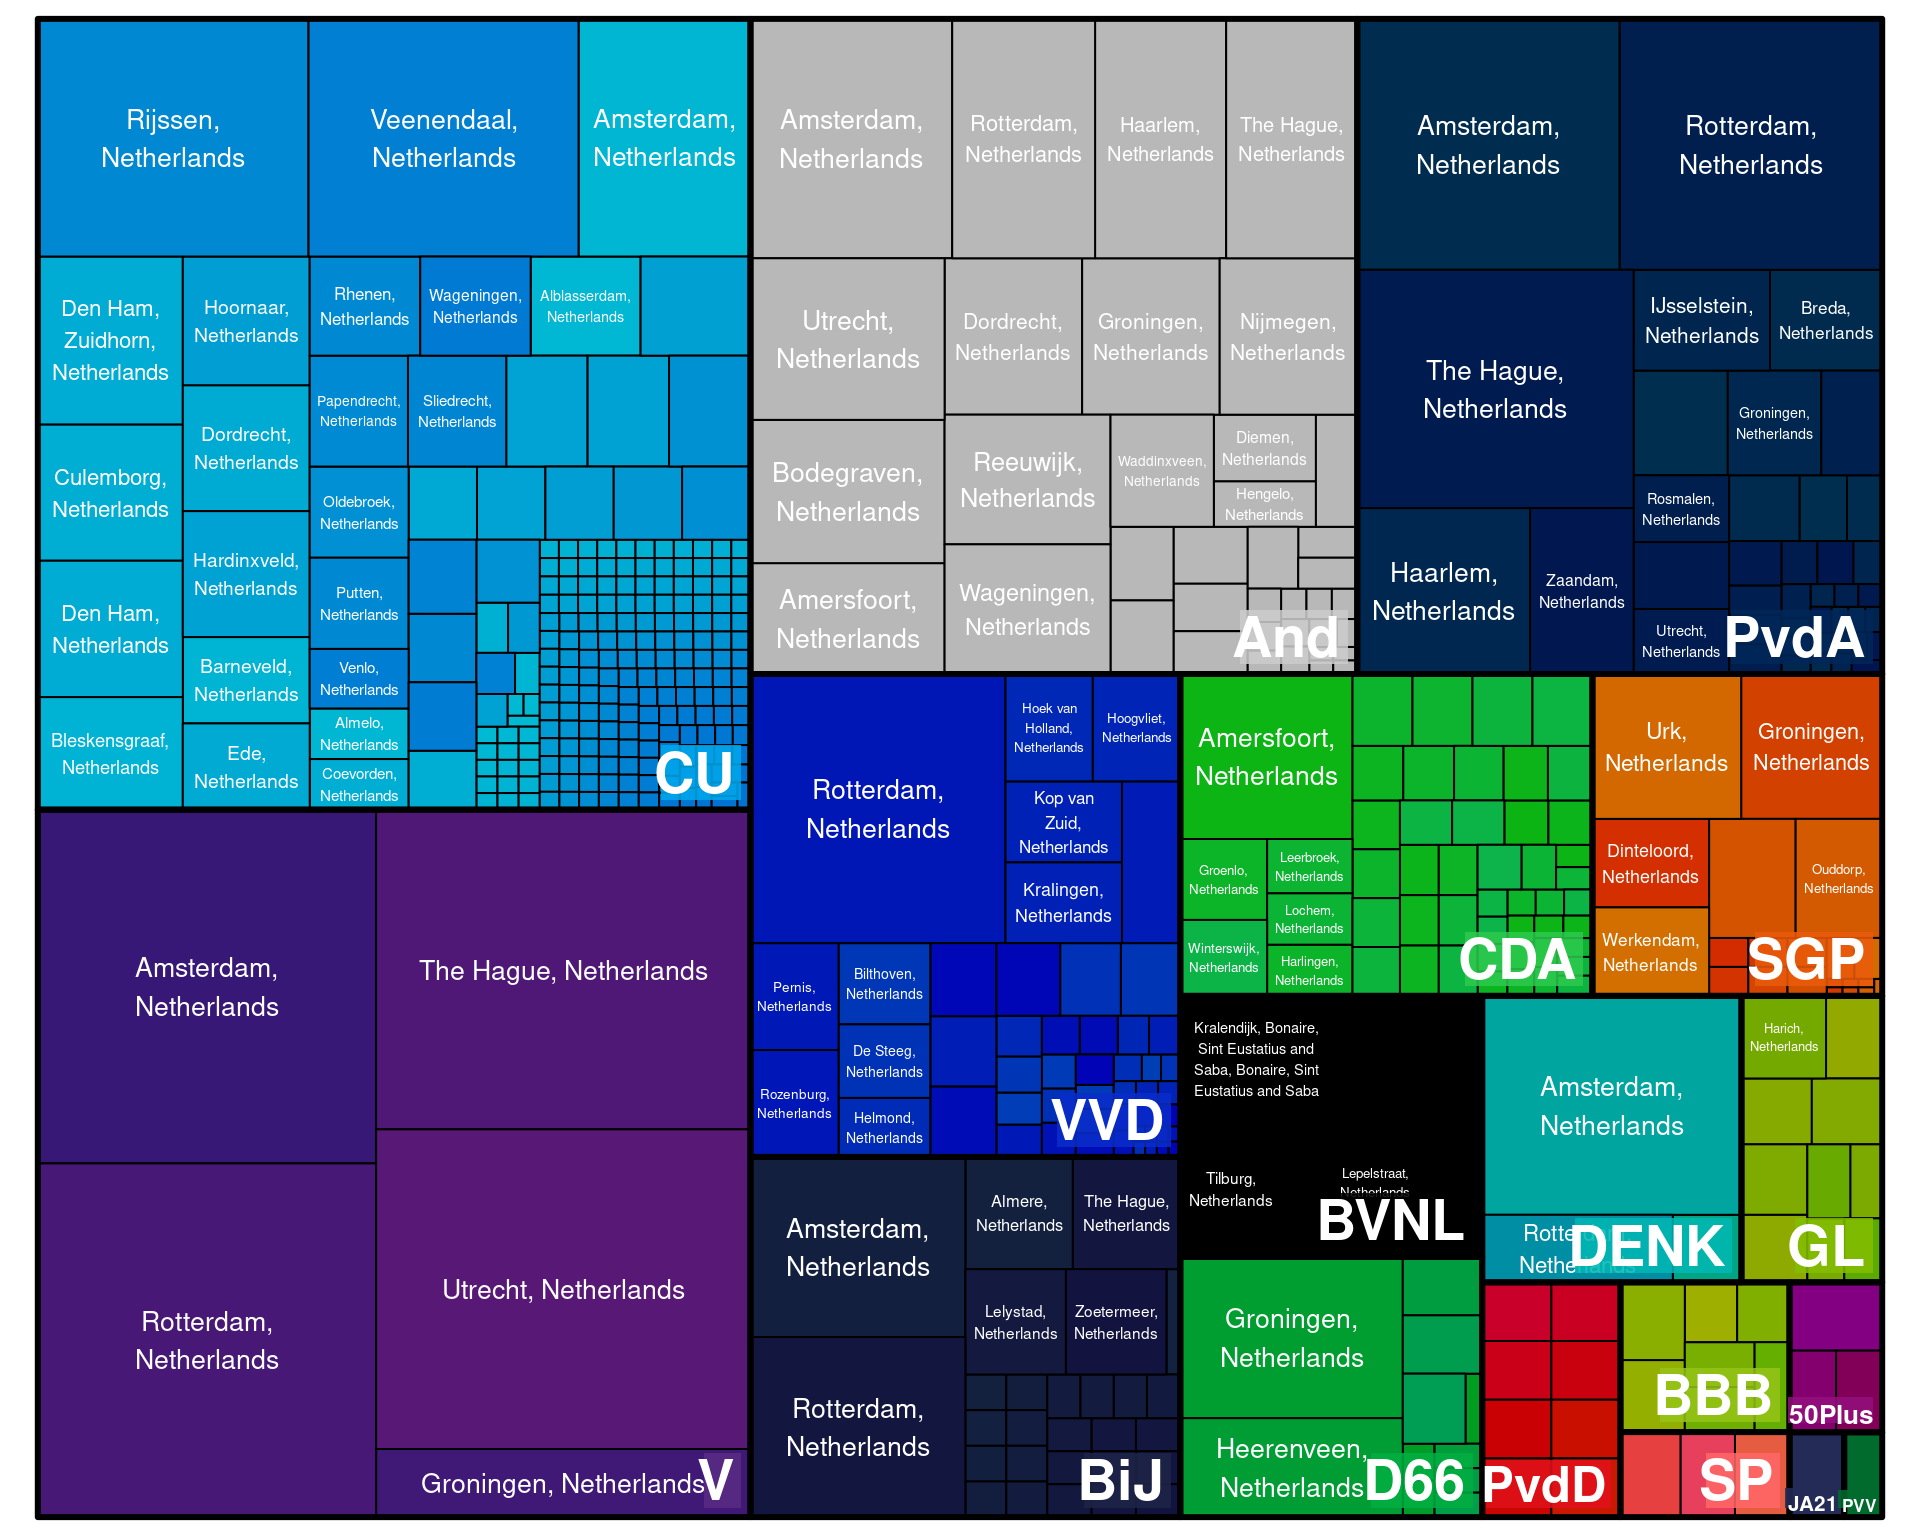 Rijssen,
Netherlands
Veenendaal,
Netherlands
Amsterdam,
Netherlands
Den Ham,
Zuidhorn,
Netherlands
Hoornaar,
Netherlands
Rhenen,
Netherlands
Wageningen,
Netherlands
Alblasserdam,
Netherlands
Papendrecht,
Netherlands
Sliedrecht,
Netherlands
Dordrecht,
Netherlands
Culemborg,
Netherlands
Oldebroek,
Netherlands
Hardinxveld,
Netherlands
Den Ham,
Netherlands
Putten,
Netherlands
Barneveld,
Netherlands
Venlo,
Netherlands
Bleskensgraaf,
Netherlands
Ede,
Netherlands
Almelo,
Netherlands
Coevorden,
Netherlands
CU
Amsterdam,
Netherlands
Rotterdam,
Netherlands
Haarlem,
Netherlands
The Hague,
Netherlands
Utrecht,
Netherlands
Dordrecht,
Netherlands
Groningen,
Netherlands
Nijmegen,
Netherlands
Bodegraven,
Netherlands
Reeuwijk,
Netherlands
Waddinxveen,
Netherlands
Diemen,
Netherlands
Hengelo,
Netherlands
Amersfoort,
Netherlands
Wageningen,
Netherlands
And
Amsterdam,
Netherlands
Rotterdam,
Netherlands
The Hague,
Netherlands
IJsselstein,
Netherlands
Breda,
Netherlands
Groningen,
Netherlands
Rosmalen,
Netherlands
Haarlem,
Netherlands
Zaandam,
Netherlands
Utrecht,
Netherlands
PvdA
Amsterdam,
Netherlands
The Hague, Netherlands
Rotterdam,
Netherlands
Utrecht, Netherlands
Groningen, Netherlands
V
Rotterdam,
Netherlands
Hoek van
Holland,
Netherlands
Hoogvliet,
Netherlands
Kop van
Zuid,
Netherlands
Kralingen,
Netherlands
Pernis,
Netherlands
Bilthoven,
Netherlands
De Steeg,
Netherlands
Rozenburg,
Netherlands
Helmond,
Netherlands
VVD
Amersfoort,
Netherlands
Groenlo,
Netherlands
Leerbroek,
Netherlands
Lochem,
Netherlands
Winterswijk,
Netherlands
Harlingen,
Netherlands
CDA
Urk,
Netherlands
Groningen,
Netherlands
Dinteloord,
Netherlands
Ouddorp,
Netherlands
Werkendam,
Netherlands
SGP
Amsterdam,
Netherlands
Almere,
Netherlands
The Hague,
Netherlands
Lelystad,
Netherlands
Zoetermeer,
Netherlands
Rotterdam,
Netherlands
BiJ
Kralendijk, Bonaire,
Sint Eustatius and
Saba, Bonaire, Sint
Eustatius and Saba
Tilburg,
Netherlands
Lepelstraat,
Netherlands
BVNL
Amsterdam,
Netherlands
Rotterdam,
Netherlands
DENK
Harich,
Netherlands
GL
Groningen,
Netherlands
Heerenveen,
Netherlands
D66
PvdD
BBB
50Plus
SP
JA21
PVV